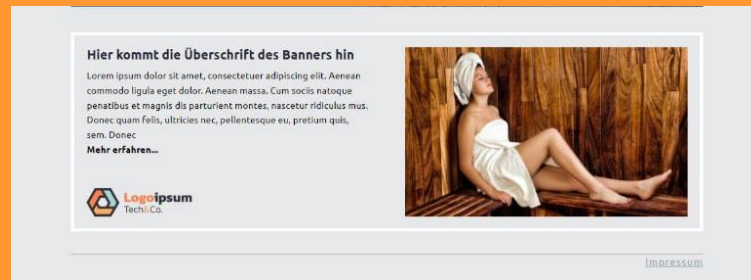 Hier kommt die Überschrift des Banners hin
Lorem ipsum dolor sit amet, consectetuer adipiscing elit. Aenean
commodo ligula eget dolor. Aenean massa. Cum sociis natoque
penatibus et magnis dis parturient montes, nascetur ridiculus mus.
Donec quam felis, ultricies nec, pellentesque eu, pretium quis,
sem. Donec
Mehr erfahren...
Logoipsum
Tech&Co.
Impressum